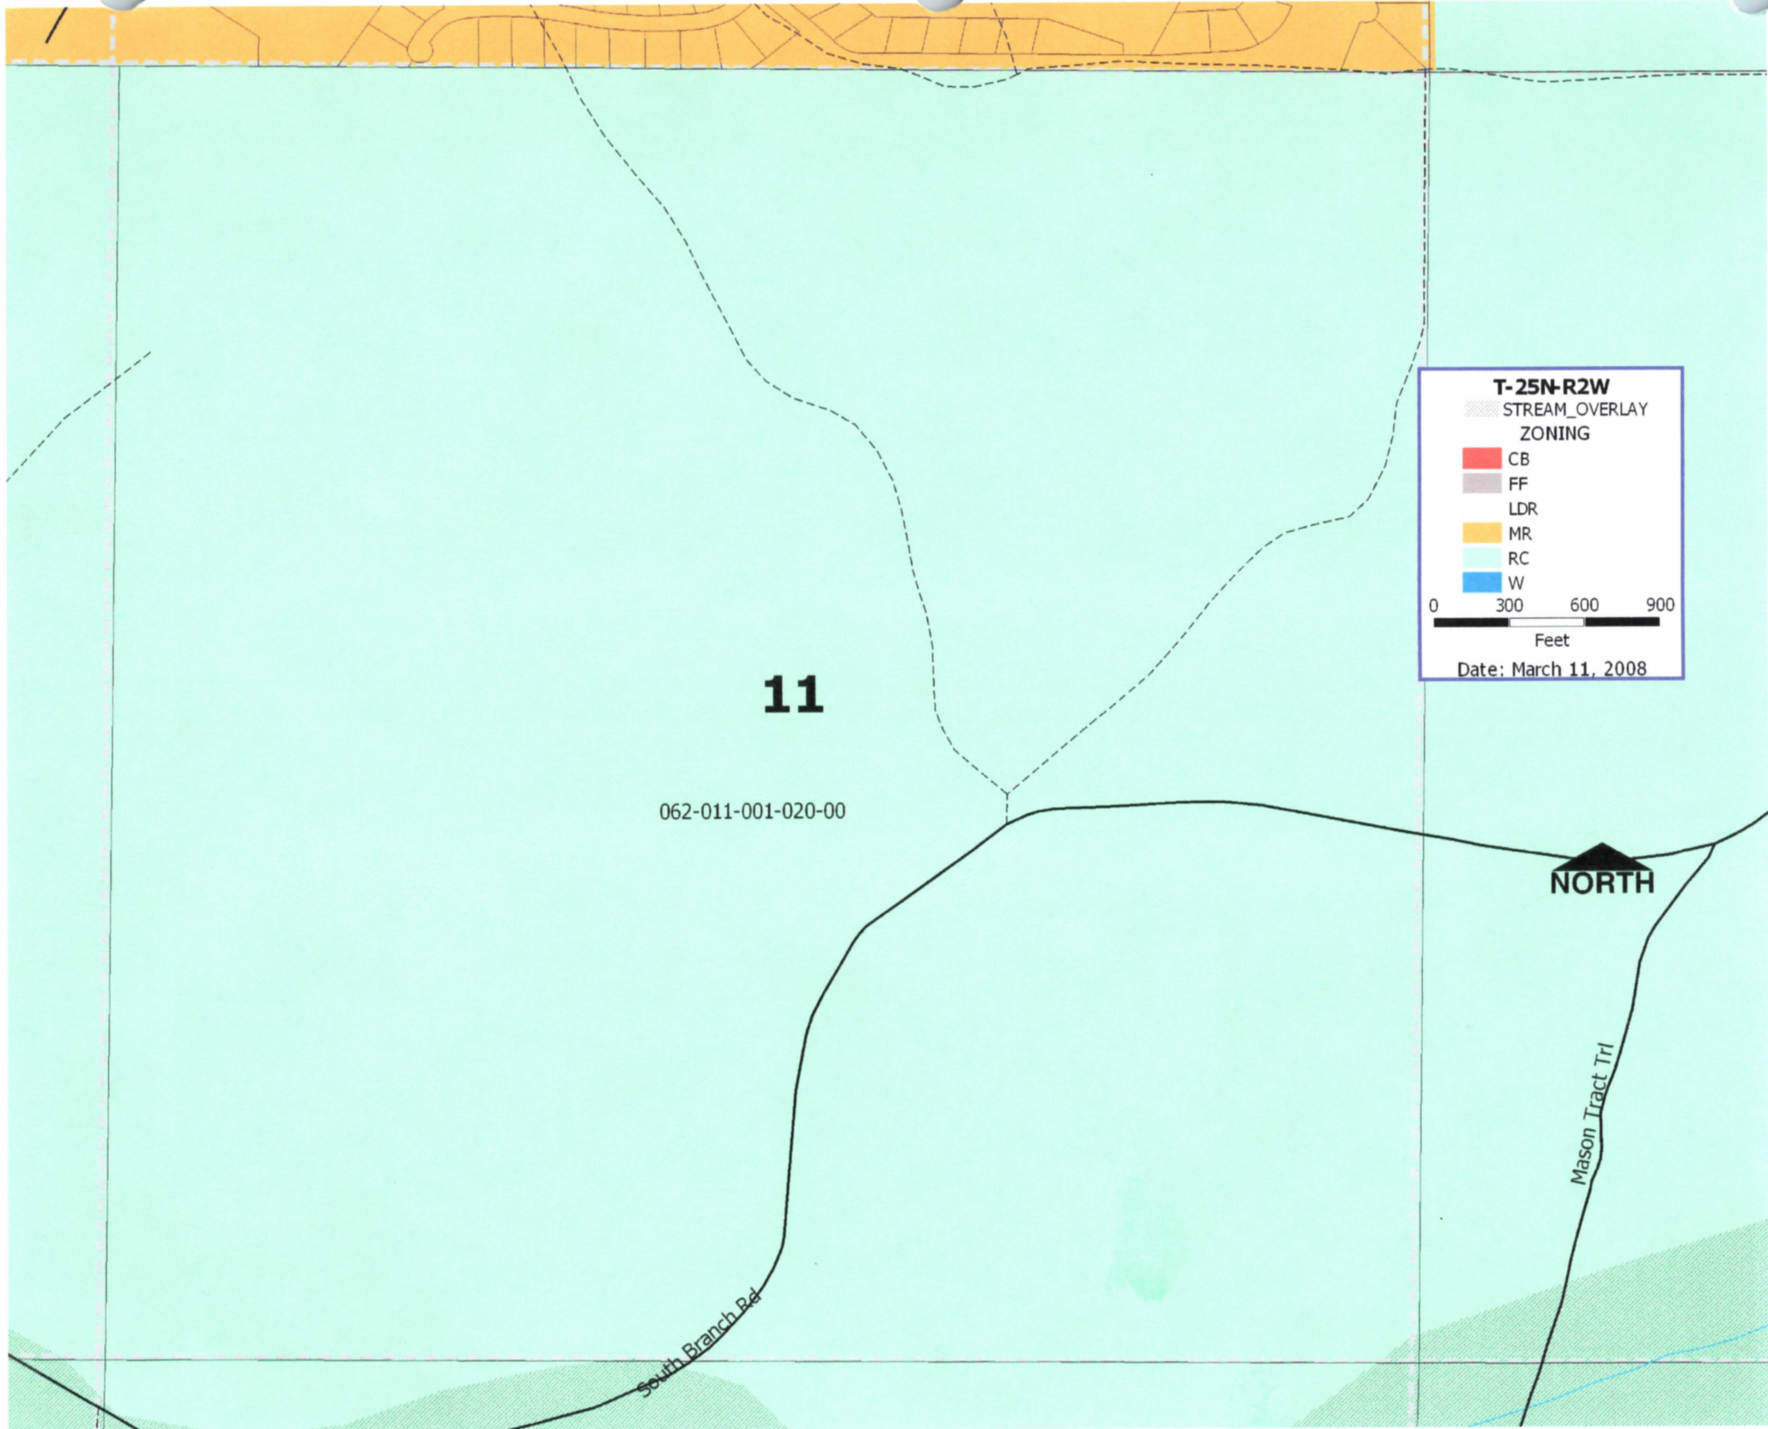 T-25N-R2W
STREAM_OVERLAY
ZONING
CB
FF
LDR
MR
RC
W
0 300 600 900
Feet
Date: March 11, 2008
11
062-011-001-020-00
NORTH
Mason Tract Trl
South Branch Rd